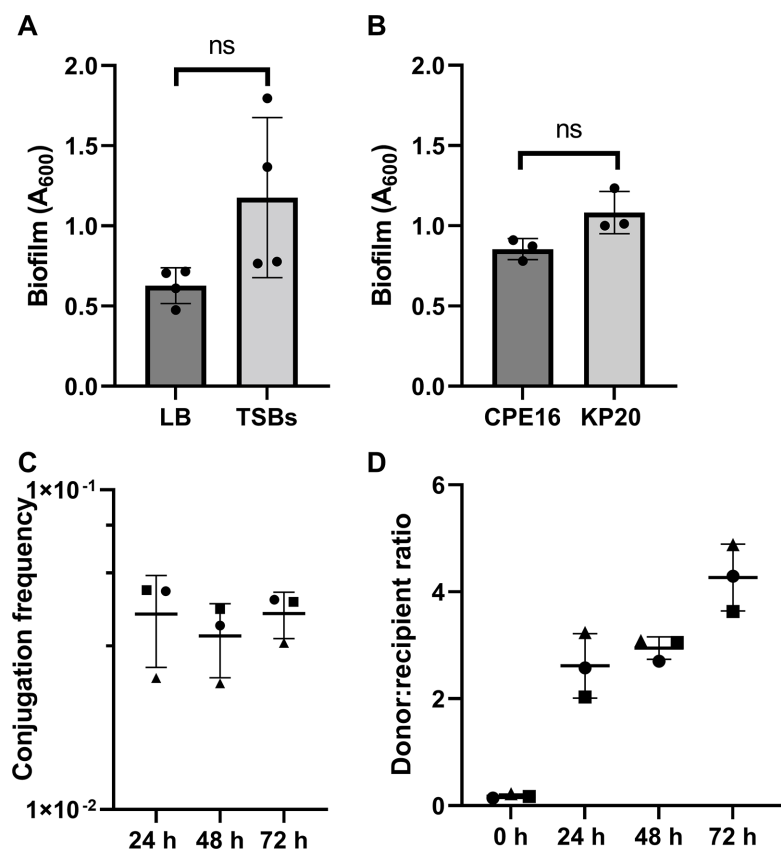 A
ns
2.0
1.5
1.0
0.5
0.0
Biofilm (A600)
LB TSBs
B
ns
2.0
1.5
1.0
0.5
0.0
Biofilm (A600)
CPE16 KP20
C
1×10-1
1×10-2
Conjugation frequency
24 h 48 h 72 h
D
6
4
2
0
Donor:recipient ratio
0 h 24 h 48 h 72 h